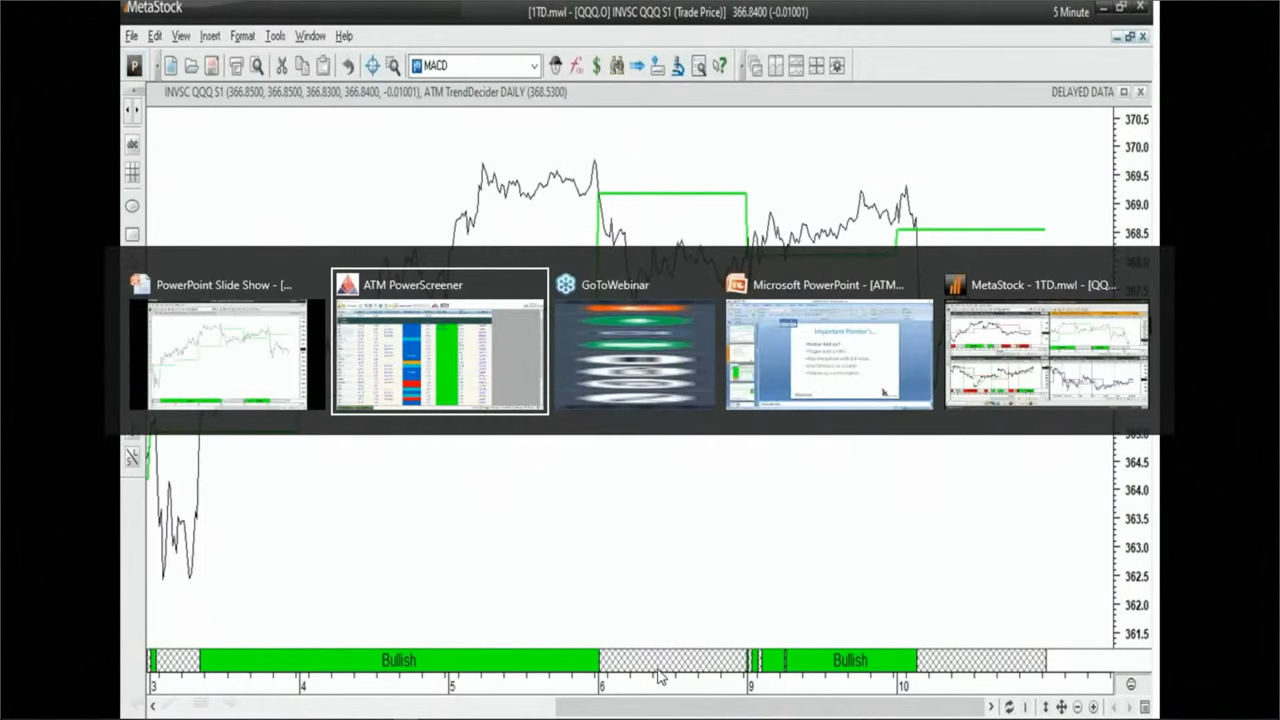 MetaStock
[1TD.mwl - [QQQ.O] INVSC QQQ S1 (Trade Price)] 366.8400 (-0.01001)
5 Minute
File Edit View Insert Format Tools Window Help
P
MACD
INVSC QQQ S1 (366.8500, 366.8500, 366.8300, 366.8400, -0.01001), ATM TrendDecider DAILY (368.5300)
DELAYED DATA
abc
370.5
370.0
369.5
369.0
368.5
368.0
PowerPoint Slide Show - [...
ATM PowerScreener
GoToWebinar
Microsoft PowerPoint - [ATM...
MetaStock - 1TD.mwl - [QQ...
Important Pointer's...
364.5
364.0
363.5
363.0
362.5
362.0
361.5
Bullish
Bullish
3 4 5 6 9 10